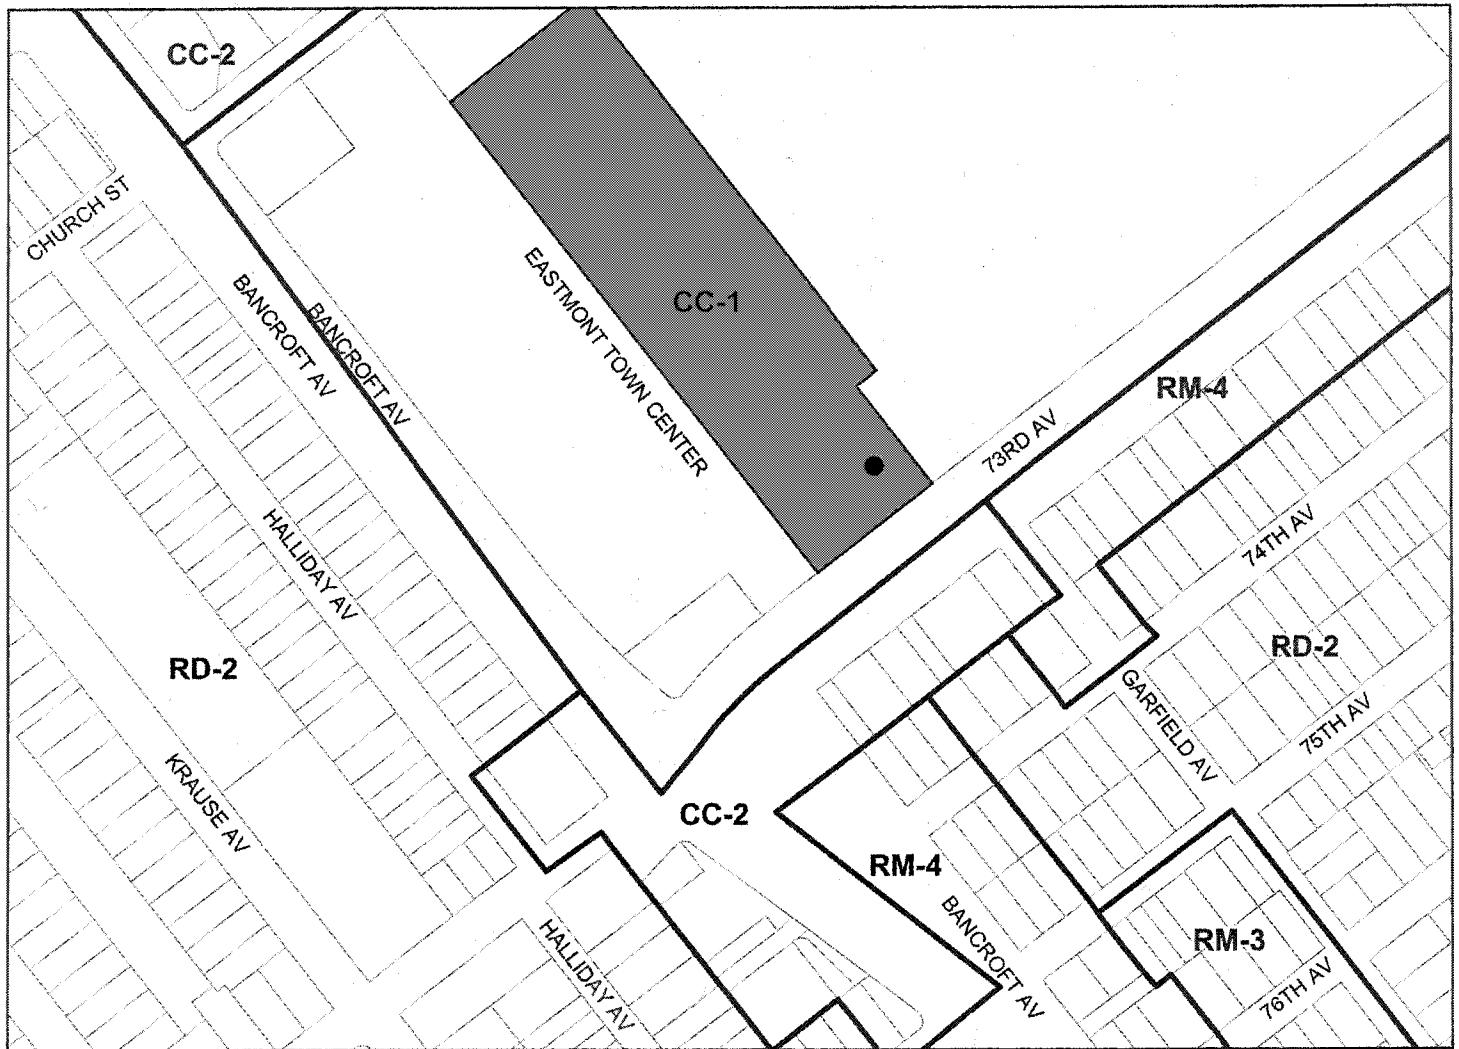 CC-2
CHURCH ST
BANCROFT AV
BANCROFT AV
EASTMONT TOWN CENTER
CC-1
73RD AV
RM-4
HALLIDAY AV
74TH AV
RD-2
RD-2
GARFIELD AV
75TH AV
KRAUSE AV
CC-2
RM-4
BANCROFT AV
HALLIDAY AV
RM-3
76TH AV